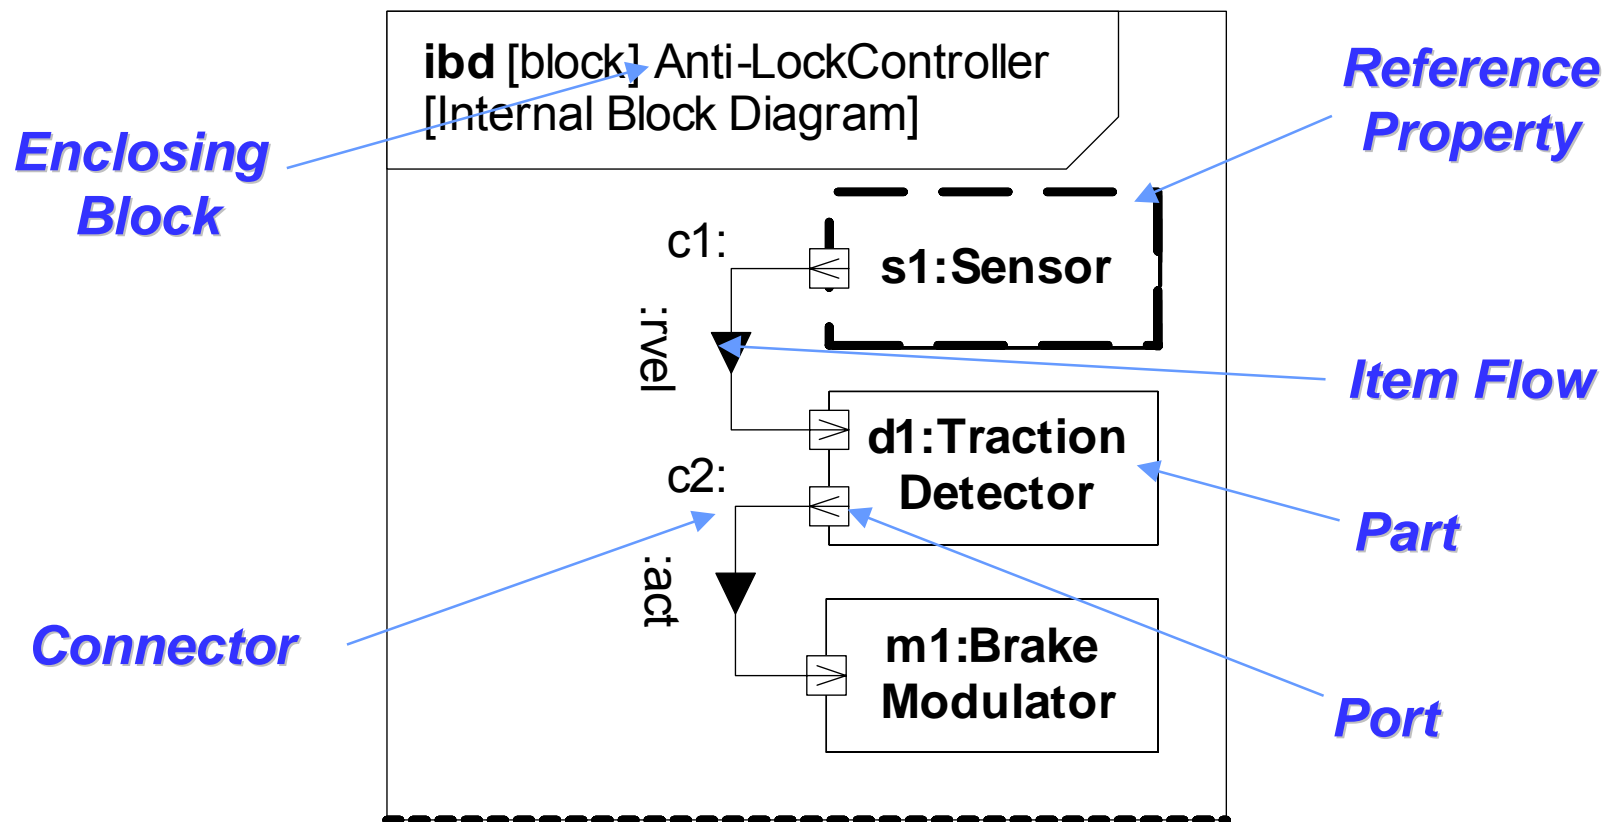 ibd [block] Anti-LockController
[Internal Block Diagram]
Reference
Property
Enclosing
Block
c1:
s1:Sensor
:rvel
Item Flow
d1:Traction
Detector
c2:
Part
:act
Connector
m1:Brake
Modulator
Port